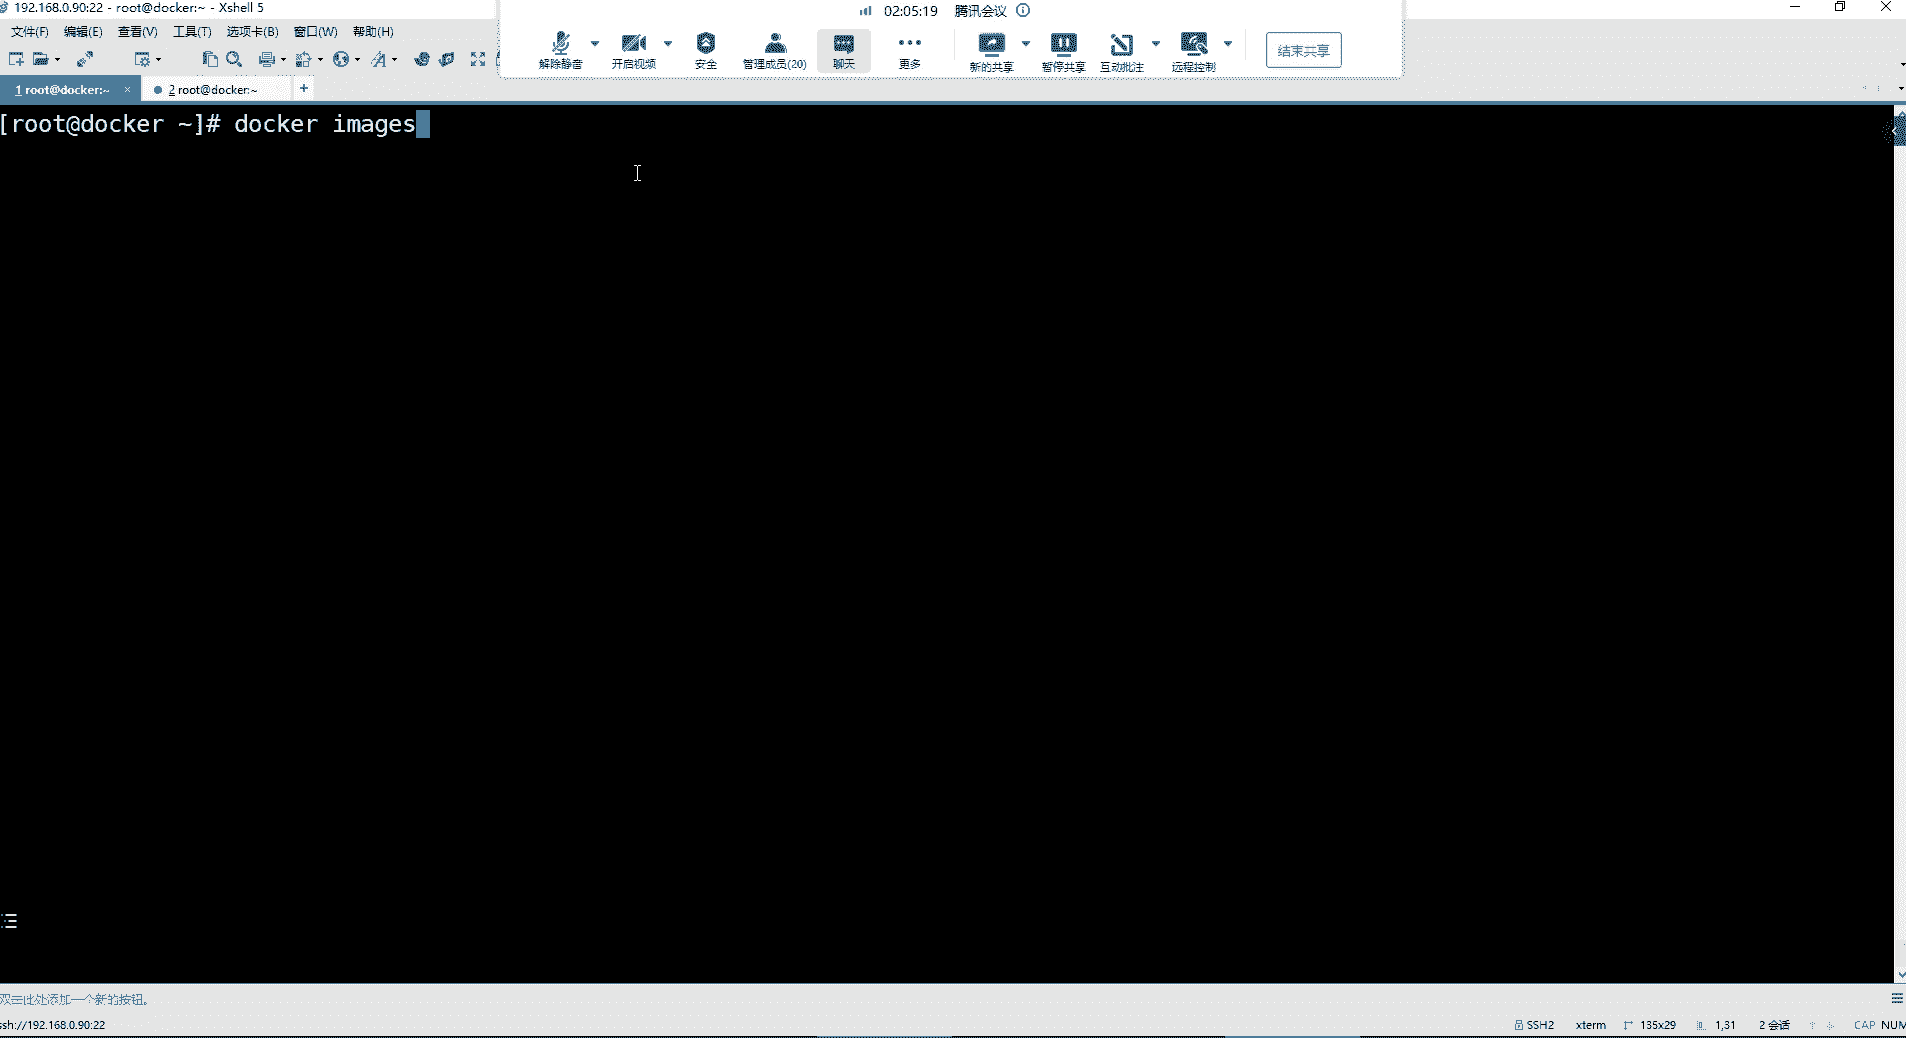 192.168.0.90:22 - root@docker:~ - Xshell 5
02:05:19 腾讯会议
文件(F) 编辑(E) 查看(V) 工具(T) 选项卡(B) 窗口(W) 帮助(H)
解除静音 开启视频 安全 管理成员(20) 聊天 更多 新的共享 暂停共享 互动批注 远程控制 结束共享
1 root@docker:~ × 2 root@docker:~ +
[root@docker ~]# docker images
双击此处添加一个新的按钮。
ssh://192.168.0.90:22 SSH2 xterm 135x29 1,31 2 会话 CAP NUM